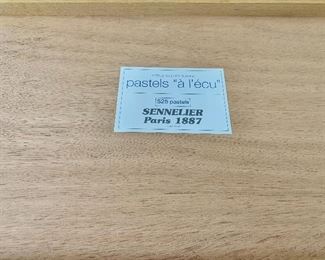 pastels "à l'écu"
525 pastels
SENNELIER
Paris 1887